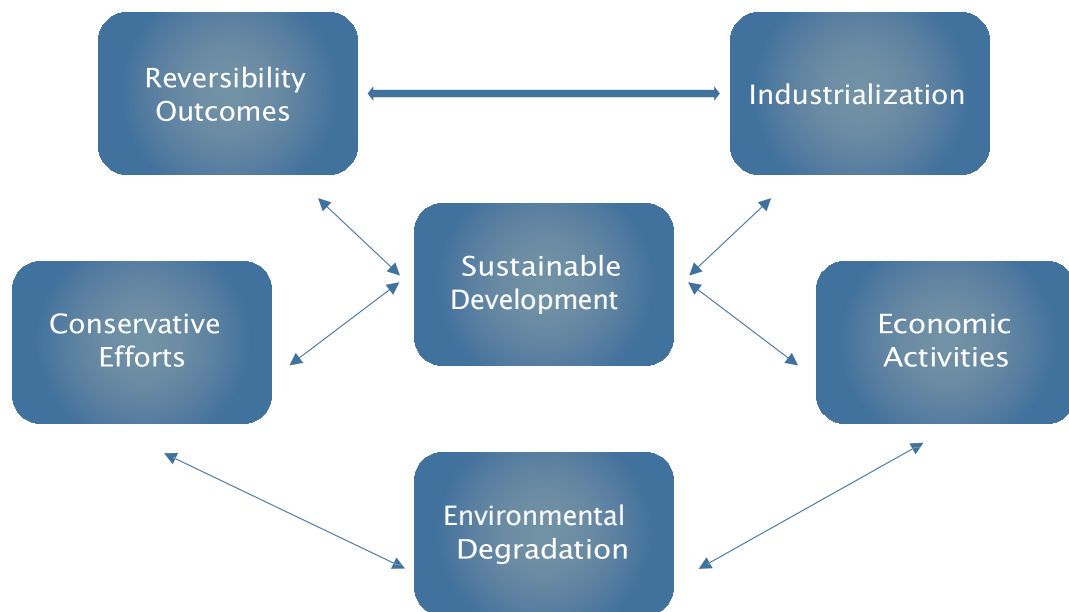 Reversibility
Outcomes
Industrialization
Sustainable
Development
Conservative
Efforts
Economic
Activities
Environmental
Degradation